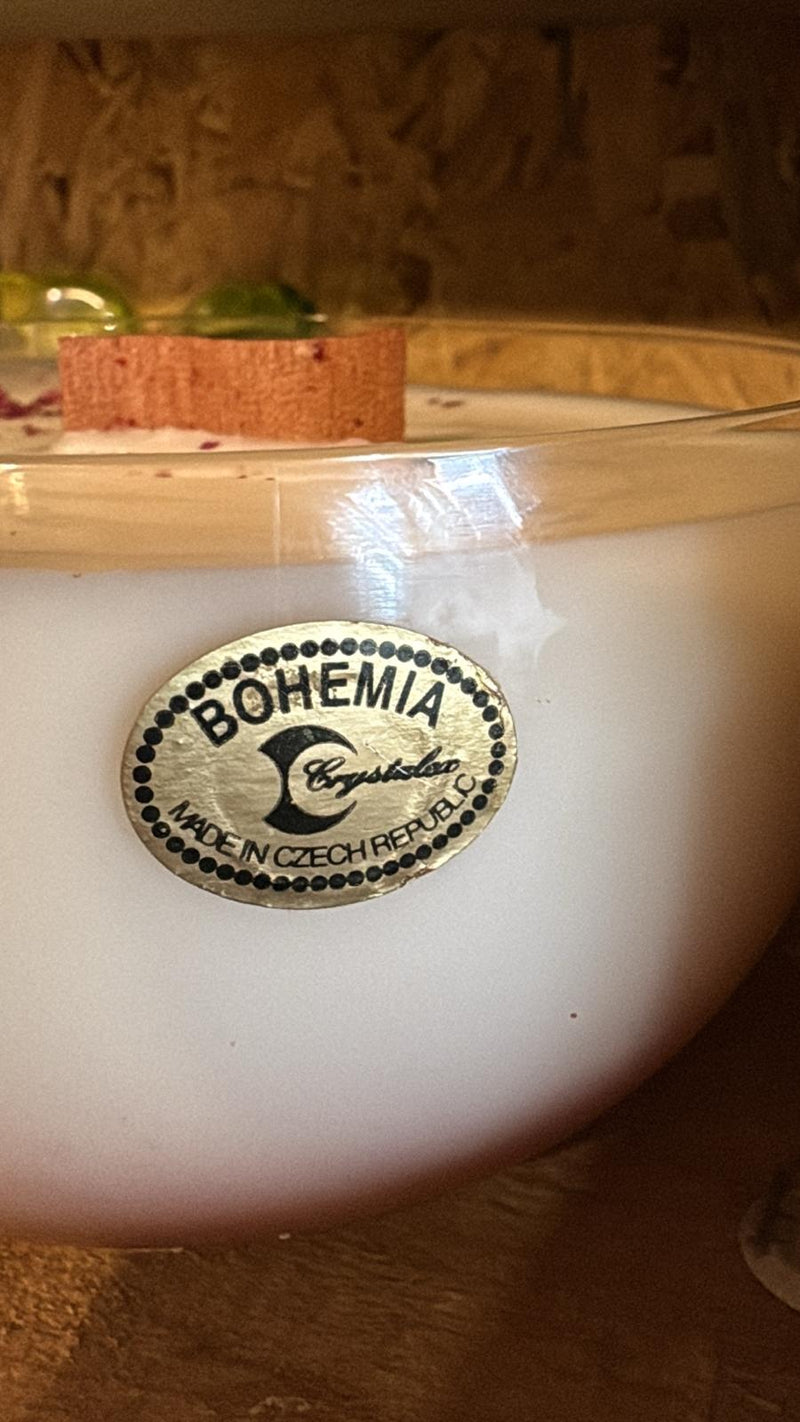 BOHEMIA
Crystalex
MADE IN CZECH REPUBLIC